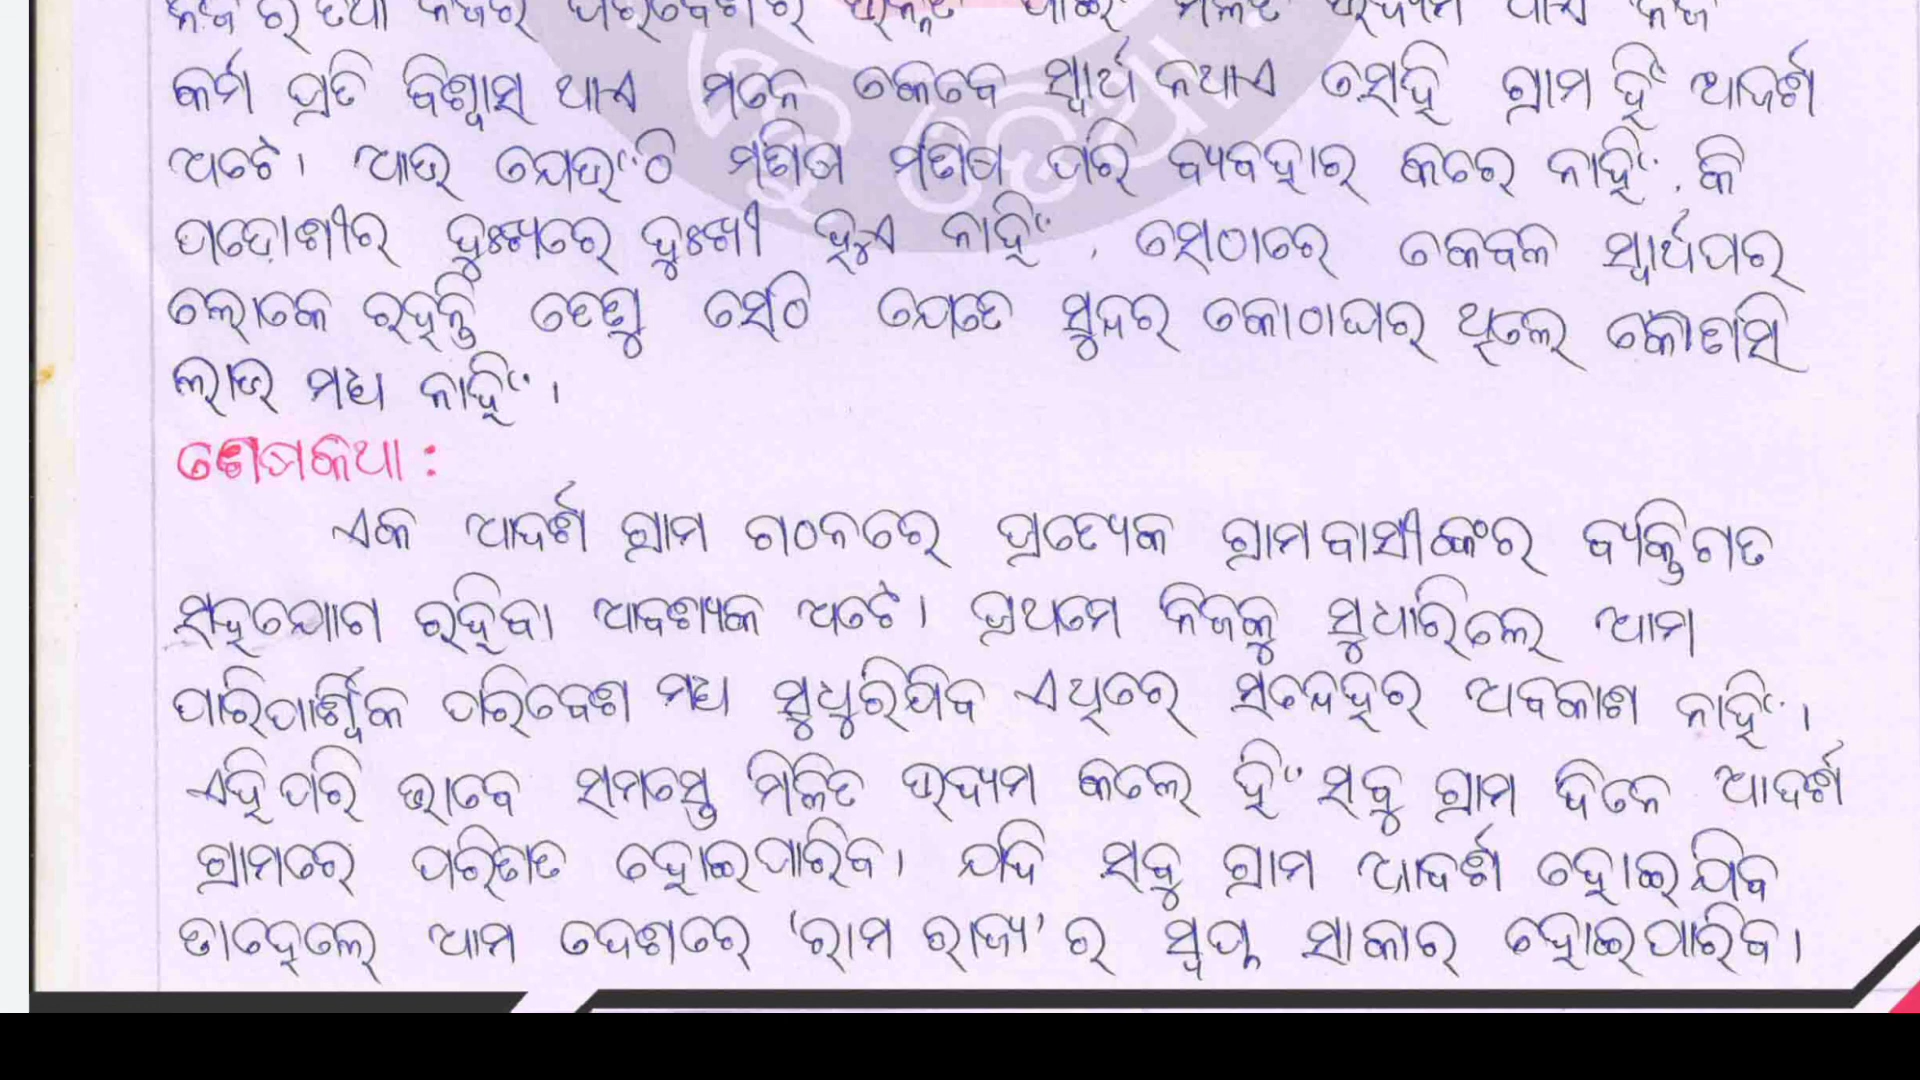 କର୍ମ ପ୍ରତି ବିଶ୍ୱାସ ଥାଏ ମନେ କେବେ ସ୍ୱାର୍ଥ ନଥାଏ ସେହି ଗ୍ରାମ ହିଁ ଆଦର୍ଶ
ଅଟେ। ଆଉ ଯେଉଁଠି ମଣିଷ ମଣିଷ ପରି ବ୍ୟବହାର କରେ ନାହିଁ, କି
ପଡୋଶୀର ଦୁଃଖରେ ଦୁଃଖୀ ହୁଏ ନାହିଁ, ସେଠାରେ କେବଳ ସ୍ୱାର୍ଥପର
ଲୋକେ ରହନ୍ତି ତେଣୁ ସେଠି ଯେତେ ସୁନ୍ଦର କୋଠାଘର ଥିଲେ କୌଣସି
ଲାଭ ମଧ୍ୟ ନାହିଁ।
ଶେଷକଥା :
ଏକ ଆଦର୍ଶ ଗ୍ରାମ ଗଠନରେ ପ୍ରତ୍ୟେକ ଗ୍ରାମବାସୀଙ୍କର ବ୍ୟକ୍ତିଗତ
ସହଯୋଗ ରହିବା ଆବଶ୍ୟକ ଅଟେ। ପ୍ରଥମେ ନିଜକୁ ସୁଧାରିଲେ ଆମ
ପାରିପାର୍ଶ୍ୱିକ ପରିବେଶ ମଧ୍ୟ ସୁଧୁରିଯିବ ଏଥିରେ ସନ୍ଦେହର ଅବକାଶ ନାହିଁ।
ଏହିପରି ଭାବେ ସମସ୍ତେ ମିଳିତ ଉଦ୍ୟମ କଲେ ହିଁ ସବୁ ଗ୍ରାମ ଦିନେ ଆଦର୍ଶ
ଗ୍ରାମରେ ପରିଣତ ହୋଇପାରିବ। ଯଦି ସବୁ ଗ୍ରାମ ଆଦର୍ଶ ହୋଇଯିବ
ତାହେଲେ ଆମ ଦେଶରେ 'ରାମ ରାଜ୍ୟ' ର ସ୍ୱପ୍ନ ସାକାର ହୋଇପାରିବ।